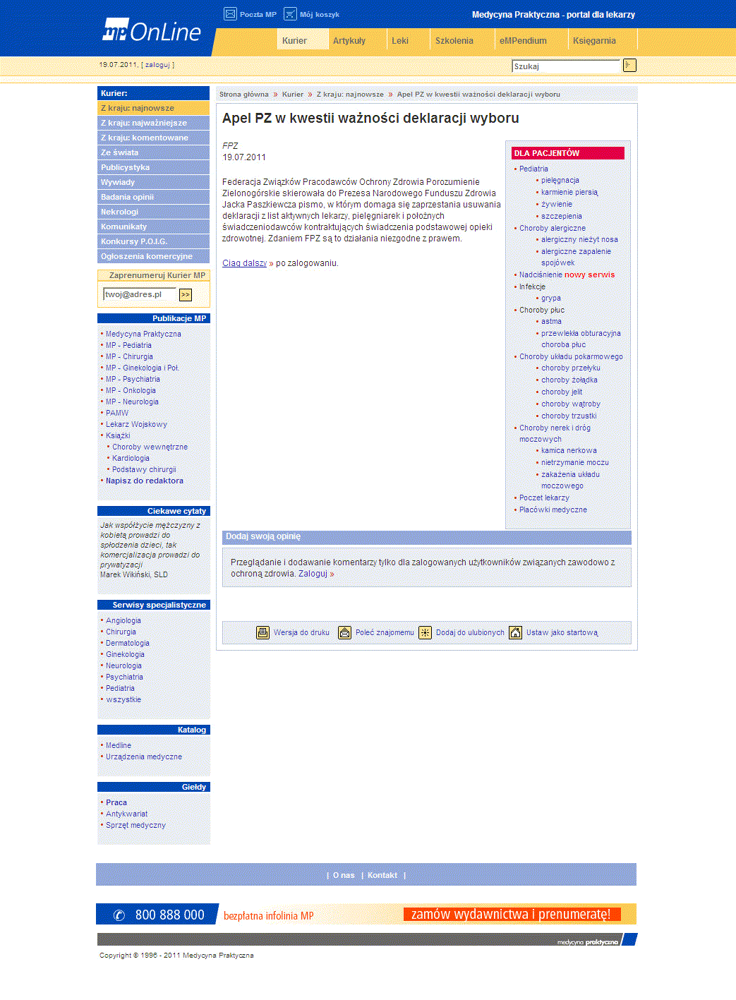 Poczta MP
Mój koszyk
Medycyna Praktyczna - portal dla lekarzy
mp OnLine
Kurier
Artykuły
Leki
Szkolenia
eMPendium
Księgarnia
19.07.2011, [ zaloguj ]
Szukaj
Kurier:
Z kraju: najnowsze
Z kraju: najważniejsze
Z kraju: komentowane
Ze świata
Publicystyka
Wywiady
Badania opinii
Nekrologi
Komunikaty
Konkursy P.O.I.G.
Ogłoszenia komercyjne
Zaprenumeruj Kurier MP
twoj@adres.pl
>>
Publikacje MP
• Medycyna Praktyczna
• MP - Pediatria
• MP - Chirurgia
• MP - Ginekologia i Poł.
• MP - Psychiatria
• MP - Onkologia
• MP - Neurologia
• PAMW
• Lekarz Wojskowy
• Książki
• Choroby wewnętrzne
• Kardiologia
• Podstawy chirurgii
• Napisz do redaktora
Ciekawe cytaty
Jak współżycie mężczyzny z
kobietą prowadzi do
spłodzenia dzieci, tak
komercjalizacja prowadzi do
prywatyzacji
Marek Wikiński, SLD
Serwisy specjalistyczne
• Angiologia
• Chirurgia
• Dermatologia
• Ginekologia
• Neurologia
• Psychiatria
• Pediatria
• wszystkie
Katalog
• Medline
• Urządzenia medyczne
Giełdy
• Praca
• Antykwariat
• Sprzęt medyczny
Strona główna » Kurier » Z kraju: najnowsze » Apel PZ w kwestii ważności deklaracji wyboru
Apel PZ w kwestii ważności deklaracji wyboru
FPZ
19.07.2011
Federacja Związków Pracodawców Ochrony Zdrowia Porozumienie
Zielonogórskie skierowała do Prezesa Narodowego Funduszu Zdrowia
Jacka Paszkiewcza pismo, w którym domaga się zaprzestania usuwania
deklaracji z list aktywnych lekarzy, pielęgniarek i położnych
świadczeniodawców kontraktujących świadczenia podstawowej opieki
zdrowotnej. Zdaniem FPZ są to działania niezgodne z prawem.
Ciąg dalszy » po zalogowaniu.
DLA PACJENTÓW
• Pediatria
• pielęgnacja
• karmienie piersią
• żywienie
• szczepienia
• Choroby alergiczne
• alergiczny nieżyt nosa
• alergiczne zapalenie
spojówek
• Nadciśnienie nowy serwis
• Infekcje
• grypa
• Choroby płuc
• astma
• przewlekła obturacyjna
choroba płuc
• Choroby układu pokarmowego
• choroby przełyku
• choroby żołądka
• choroby jelit
• choroby wątroby
• choroby trzustki
• Choroby nerek i dróg
moczowych
• kamica nerkowa
• nietrzymanie moczu
• zakażenia układu
moczowego
• Poczet lekarzy
• Placówki medyczne
Dodaj swoją opinię
Przeglądanie i dodawanie komentarzy tylko dla zalogowanych użytkowników związanych zawodowo z
ochroną zdrowia. Zaloguj »
Wersja do druku
Poleć znajomemu
Dodaj do ulubionych
Ustaw jako startową
| O nas | Kontakt |
800 888 000
bezpłatna infolinia MP
zamów wydawnictwa i prenumeratę!
medycyna praktyczna
Copyright © 1996 - 2011 Medycyna Praktyczna